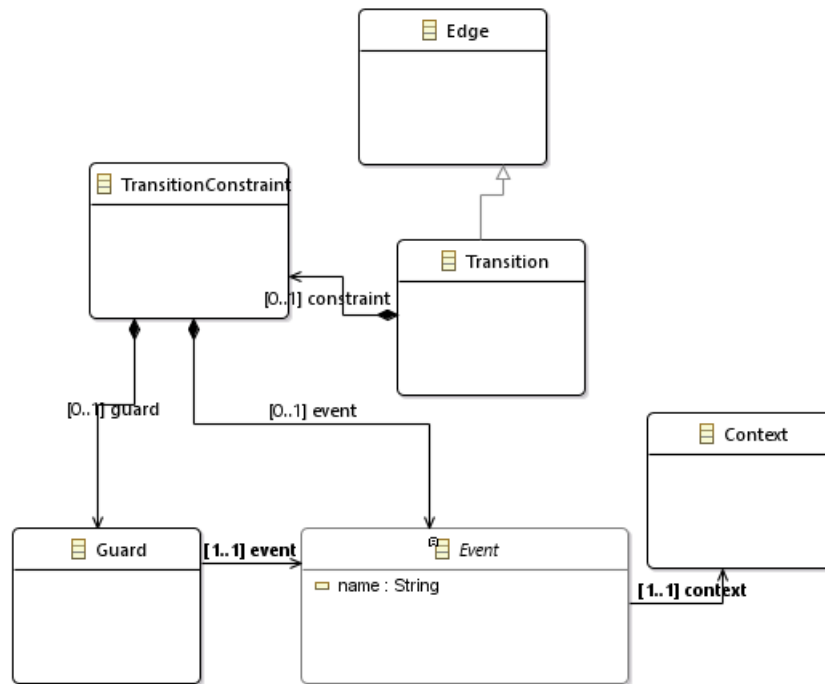 Edge
TransitionConstraint
Transition
[0..1] constraint
[0..1] guard
[0..1] event
Context
Guard
[1..1] event
Event
name : String
[1..1] context